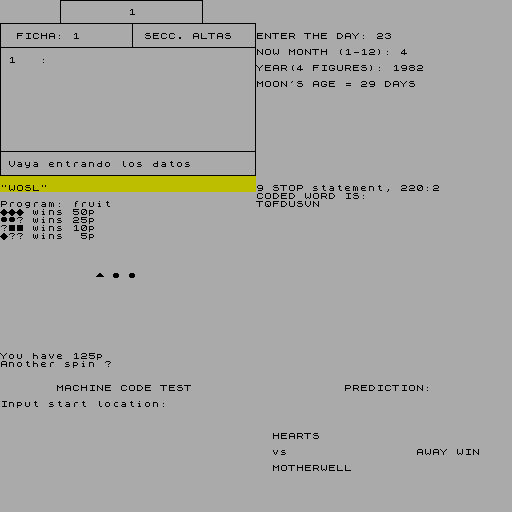 1
FICHA: 1
SECC. ALTAS
1 :
Vaya entrando los datos
"WOSL"
ENTER THE DAY: 23
NOW MONTH (1-12): 4
YEAR(4 FIGURES): 1982
MOON'S AGE = 29 DAYS
9 STOP statement, 220:2
CODED WORD IS:
TQFDUSVN
Program: fruit
◆◆◆ wins 50p
●●? wins 25p
?■■ wins 10p
◆?? wins 5p
▲ ● ●
You have 125p
Another spin ?
MACHINE CODE TEST
Input start location:
PREDICTION:
HEARTS
vs AWAY WIN
MOTHERWELL